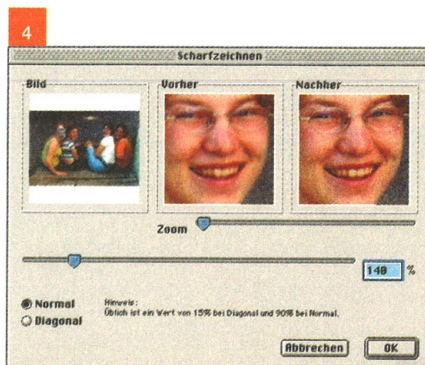 4
Scharfzeichnen
Bild
Vorher
Nachher
Zoom
140 %
Normal
Diagonal
Hinweis:
Üblich ist ein Wert von 15% bei Diagonal und 90% bei Normal.
Abbrechen
OK